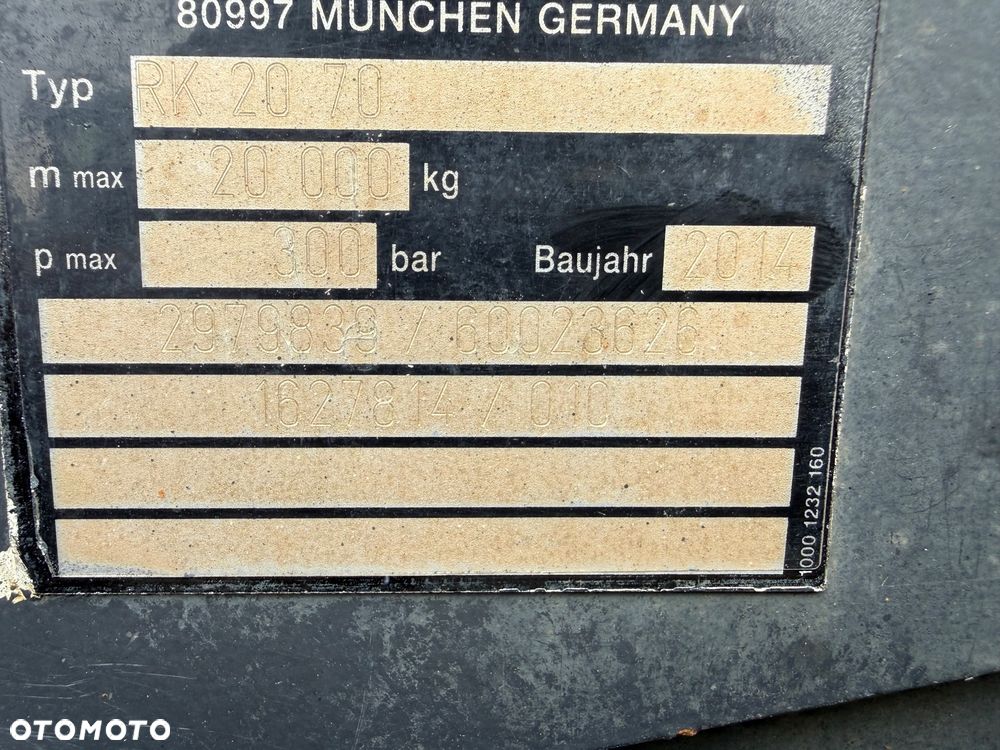 80997 MÜNCHEN GERMANY
Typ RK 20 70
m max 20 000 kg
p max 300 bar Baujahr 2014
2979839 / 60023626
1627814 / 010
1000 1232 160
OTOMOTO